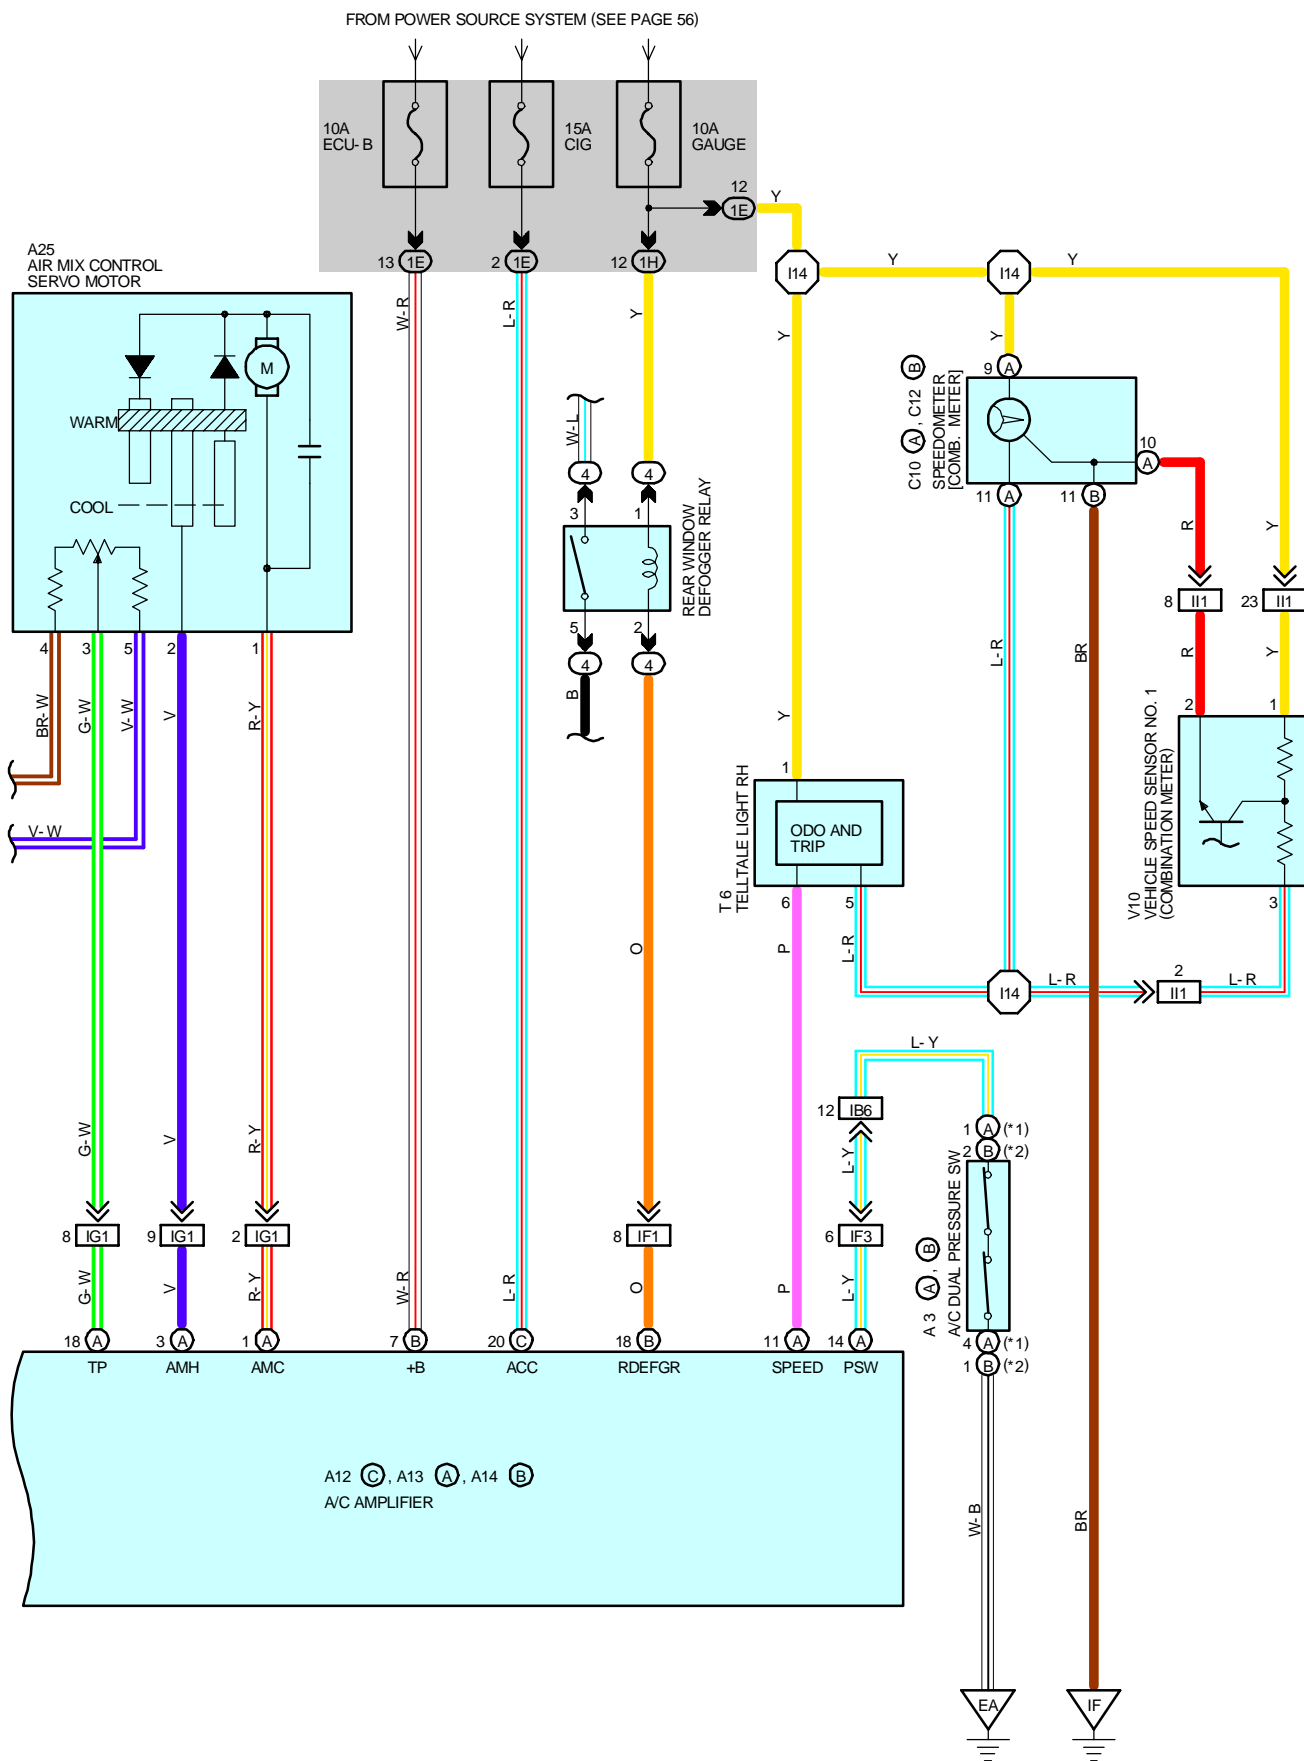 FROM POWER SOURCE SYSTEM (SEE PAGE 56)
10A
ECU- B
15A
CIG
10A
GAUGE
12
1E
Y
13 1E
2 1E
12 1H
A25
AIR MIX CONTROL
SERVO MOTOR
M
WARM
COOL
4
3
5
2
1
BR- W
G- W
V- W
V
R- Y
V- W
W- R
L- R
Y
W- L
4
4
3
1
REAR WINDOW
DEFOGGER RELAY
5
2
4
4
B
O
I14
Y
I14
Y
Y
Y
9 A
C10 A , C12 B
SPEEDOMETER
[COMB. METER]
10
A
11 A
11 B
R
Y
8 II1
23 II1
R
Y
L- R
BR
2
1
V10
VEHICLE SPEED SENSOR NO. 1
(COMBINATION METER)
3
Y
1
ODO AND
TRIP
T 6
TELLTALE LIGHT RH
6
5
P
L- R
I14
L- R
2
II1
L- R
L- Y
12 IB6
L- Y
6 IF3
L- Y
1 A (*1)
2 B (*2)
A 3 A , B
A/C DUAL PRESSURE SW
4 A (*1)
1 B (*2)
G- W
V
R- Y
8 IG1
9 IG1
2 IG1
8 IF1
G- W
V
R- Y
W- R
L- R
O
P
18 A
3 A
1 A
7 B
20 C
18 B
11 A
14 A
TP
AMH
AMC
+B
ACC
RDEFGR
SPEED
PSW
A12 C , A13 A , A14 B
A/C AMPLIFIER
W- B
BR
EA
IF